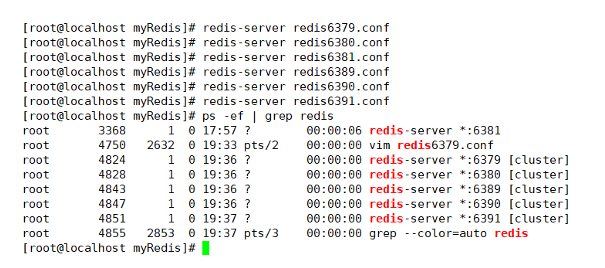 [root@localhost myRedis]# redis-server redis6379.conf
[root@localhost myRedis]# redis-server redis6380.conf
[root@localhost myRedis]# redis-server redis6381.conf
[root@localhost myRedis]# redis-server redis6389.conf
[root@localhost myRedis]# redis-server redis6390.conf
[root@localhost myRedis]# redis-server redis6391.conf
[root@localhost myRedis]# ps -ef | grep redis
root       3368      1  0 17:57 ?        00:00:06 redis-server *:6381
root       4750   2632  0 19:33 pts/2    00:00:00 vim redis6379.conf
root       4824      1  0 19:36 ?        00:00:00 redis-server *:6379 [cluster]
root       4828      1  0 19:36 ?        00:00:00 redis-server *:6380 [cluster]
root       4843      1  0 19:36 ?        00:00:00 redis-server *:6389 [cluster]
root       4847      1  0 19:36 ?        00:00:00 redis-server *:6390 [cluster]
root       4851      1  0 19:37 ?        00:00:00 redis-server *:6391 [cluster]
root       4855   2853  0 19:37 pts/3    00:00:00 grep --color=auto redis
[root@localhost myRedis]#